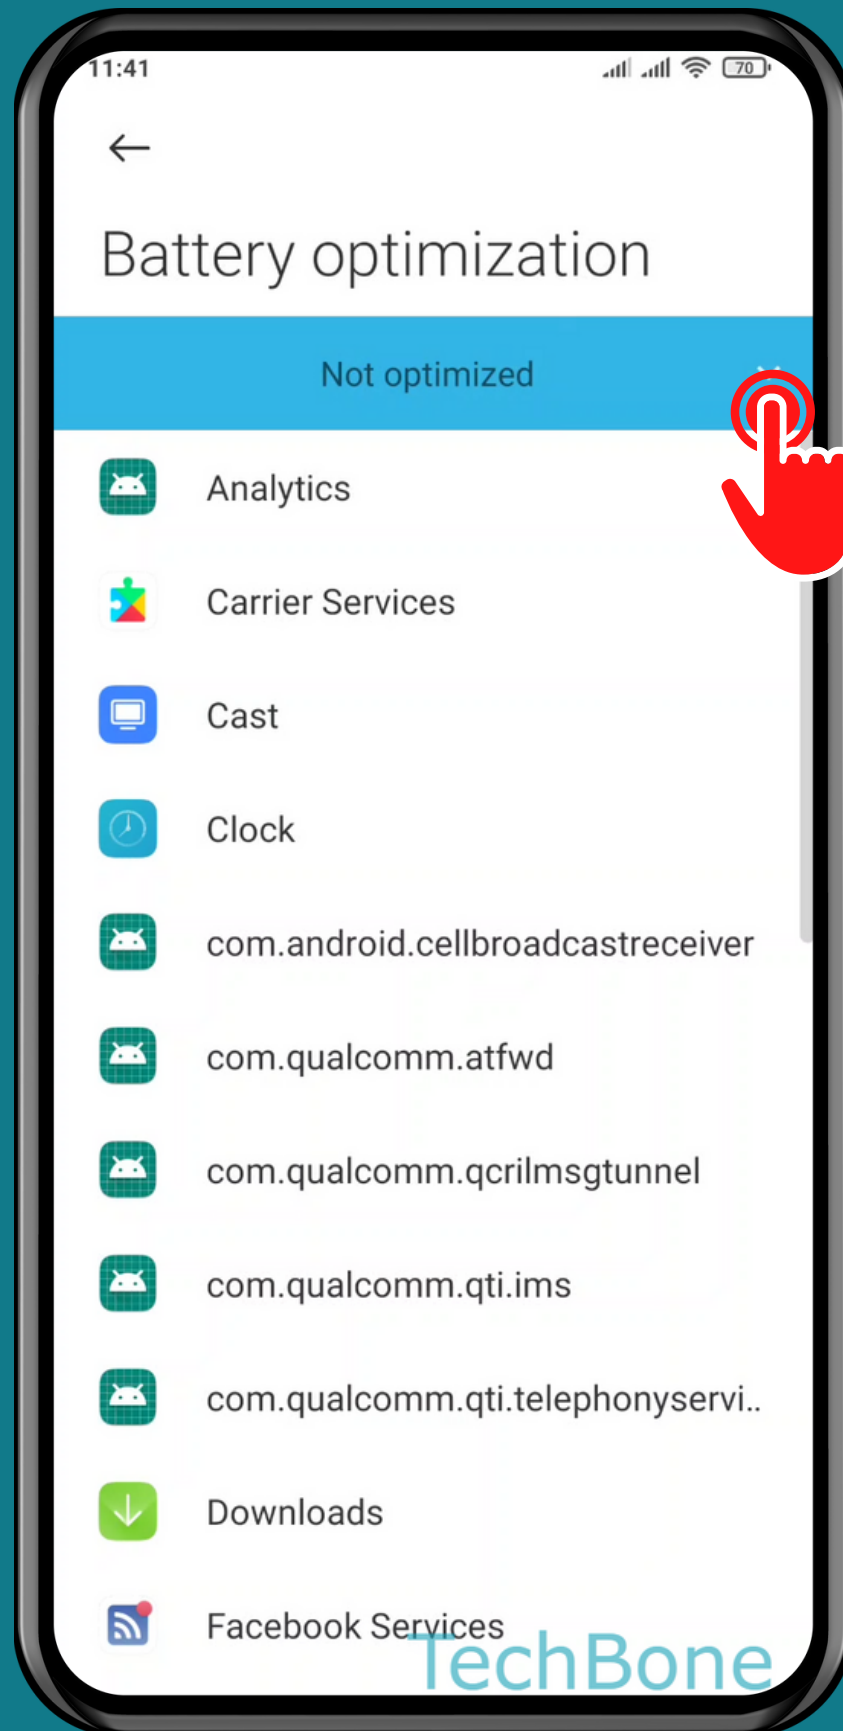 11:41
70
Battery optimization
Not optimized
Analytics
Carrier Services
Cast
Clock
com.android.cellbroadcastreceiver
com.qualcomm.atfwd
com.qualcomm.qcrilmsgtunnel
com.qualcomm.qti.ims
com.qualcomm.qti.telephonyservi..
Downloads
Facebook Services
TechBone